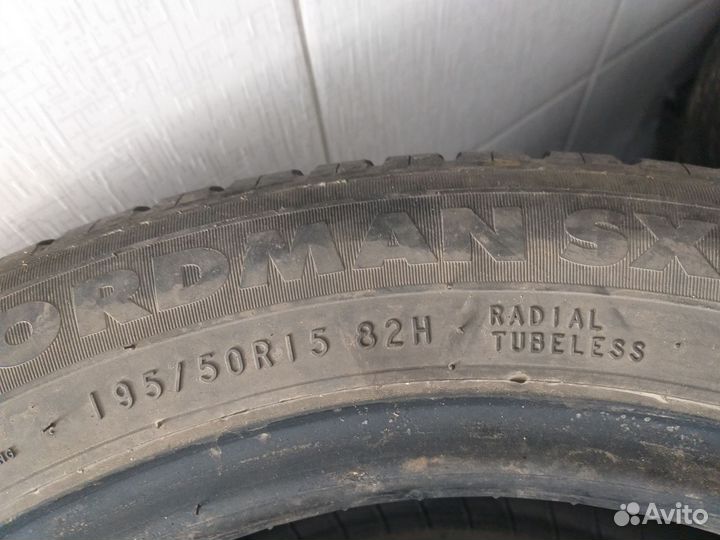 ORDMAN SX
195/50R15 82H
RADIAL
TUBELESS
Avito